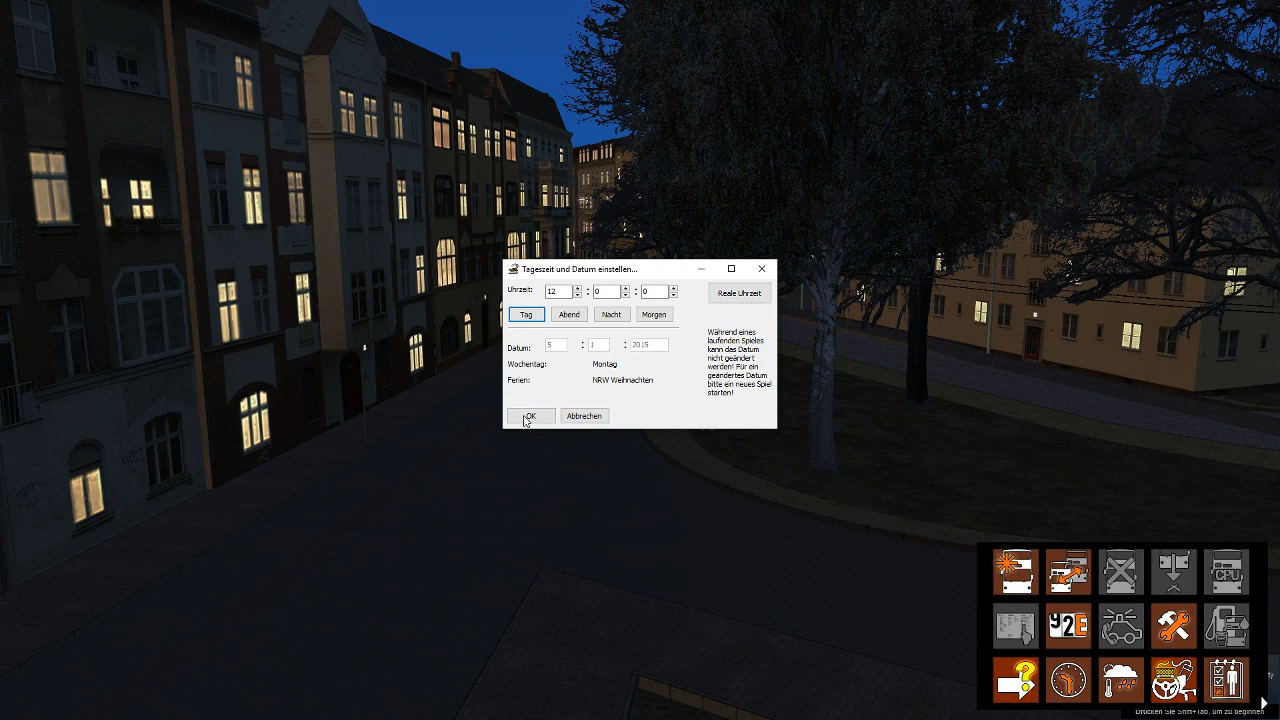 Tageszeit und Datum einstellen...
Uhrzeit: 12 : 0 : 0
Reale Uhrzeit
Tag Abend Nacht Morgen
Datum: 5 : 1 : 2015
Wochentag: Montag
Ferien: NRW Weihnachten
Während eines
laufenden Spieles
kann das Datum
nicht geändert
werden! Für ein
geändertes Datum
bitte ein neues Spiel
starten!
OK Abbrechen
CPU
92E
?
Drücken Sie Shift+Tab, um zu beginnen